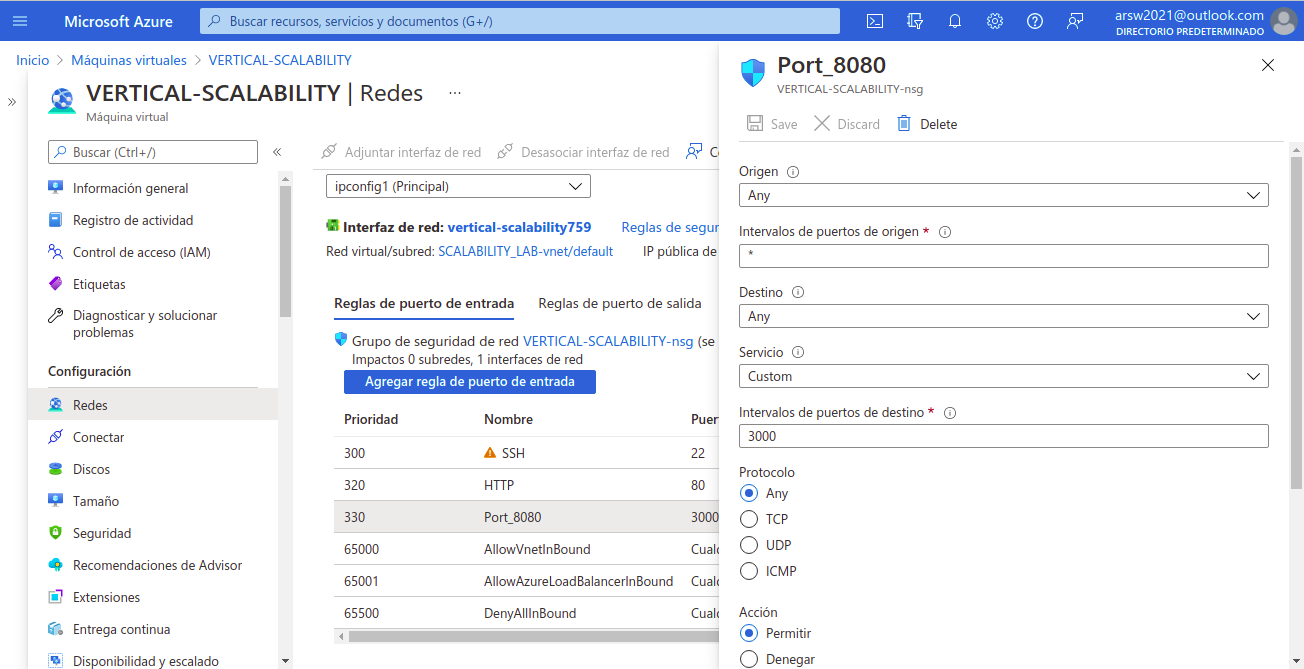 Microsoft Azure
Buscar recursos, servicios y documentos (G+/)
arsw2021@outlook.com
DIRECTORIO PREDETERMINADO
Inicio > Máquinas virtuales > VERTICAL-SCALABILITY
»
VERTICAL-SCALABILITY | Redes ...
Máquina virtual
Buscar (Ctrl+/)
«
Información general
Registro de actividad
Control de acceso (IAM)
Etiquetas
Diagnosticar y solucionar
problemas
Configuración
Redes
Conectar
Discos
Tamaño
Seguridad
Recomendaciones de Advisor
Extensiones
Entrega continua
Disponibilidad y escalado
Adjuntar interfaz de red Desasociar interfaz de red
ipconfig1 (Principal)
Interfaz de red: vertical-scalability759 Reglas de segur
Red virtual/subred: SCALABILITY_LAB-vnet/default IP pública de
Reglas de puerto de entrada Reglas de puerto de salida
Grupo de seguridad de red VERTICAL-SCALABILITY-nsg (se
Impactos 0 subredes, 1 interfaces de red
Agregar regla de puerto de entrada
Prioridad Nombre Puer
300 SSH 22
320 HTTP 80
330 Port_8080 3000
65000 AllowVnetInBound Cualq
65001 AllowAzureLoadBalancerInBound Cualq
65500 DenyAllInBound Cualq
Port_8080
VERTICAL-SCALABILITY-nsg
Save Discard Delete
Origen
Any
Intervalos de puertos de origen *
*
Destino
Any
Servicio
Custom
Intervalos de puertos de destino *
3000
Protocolo
Any
TCP
UDP
ICMP
Acción
Permitir
Denegar